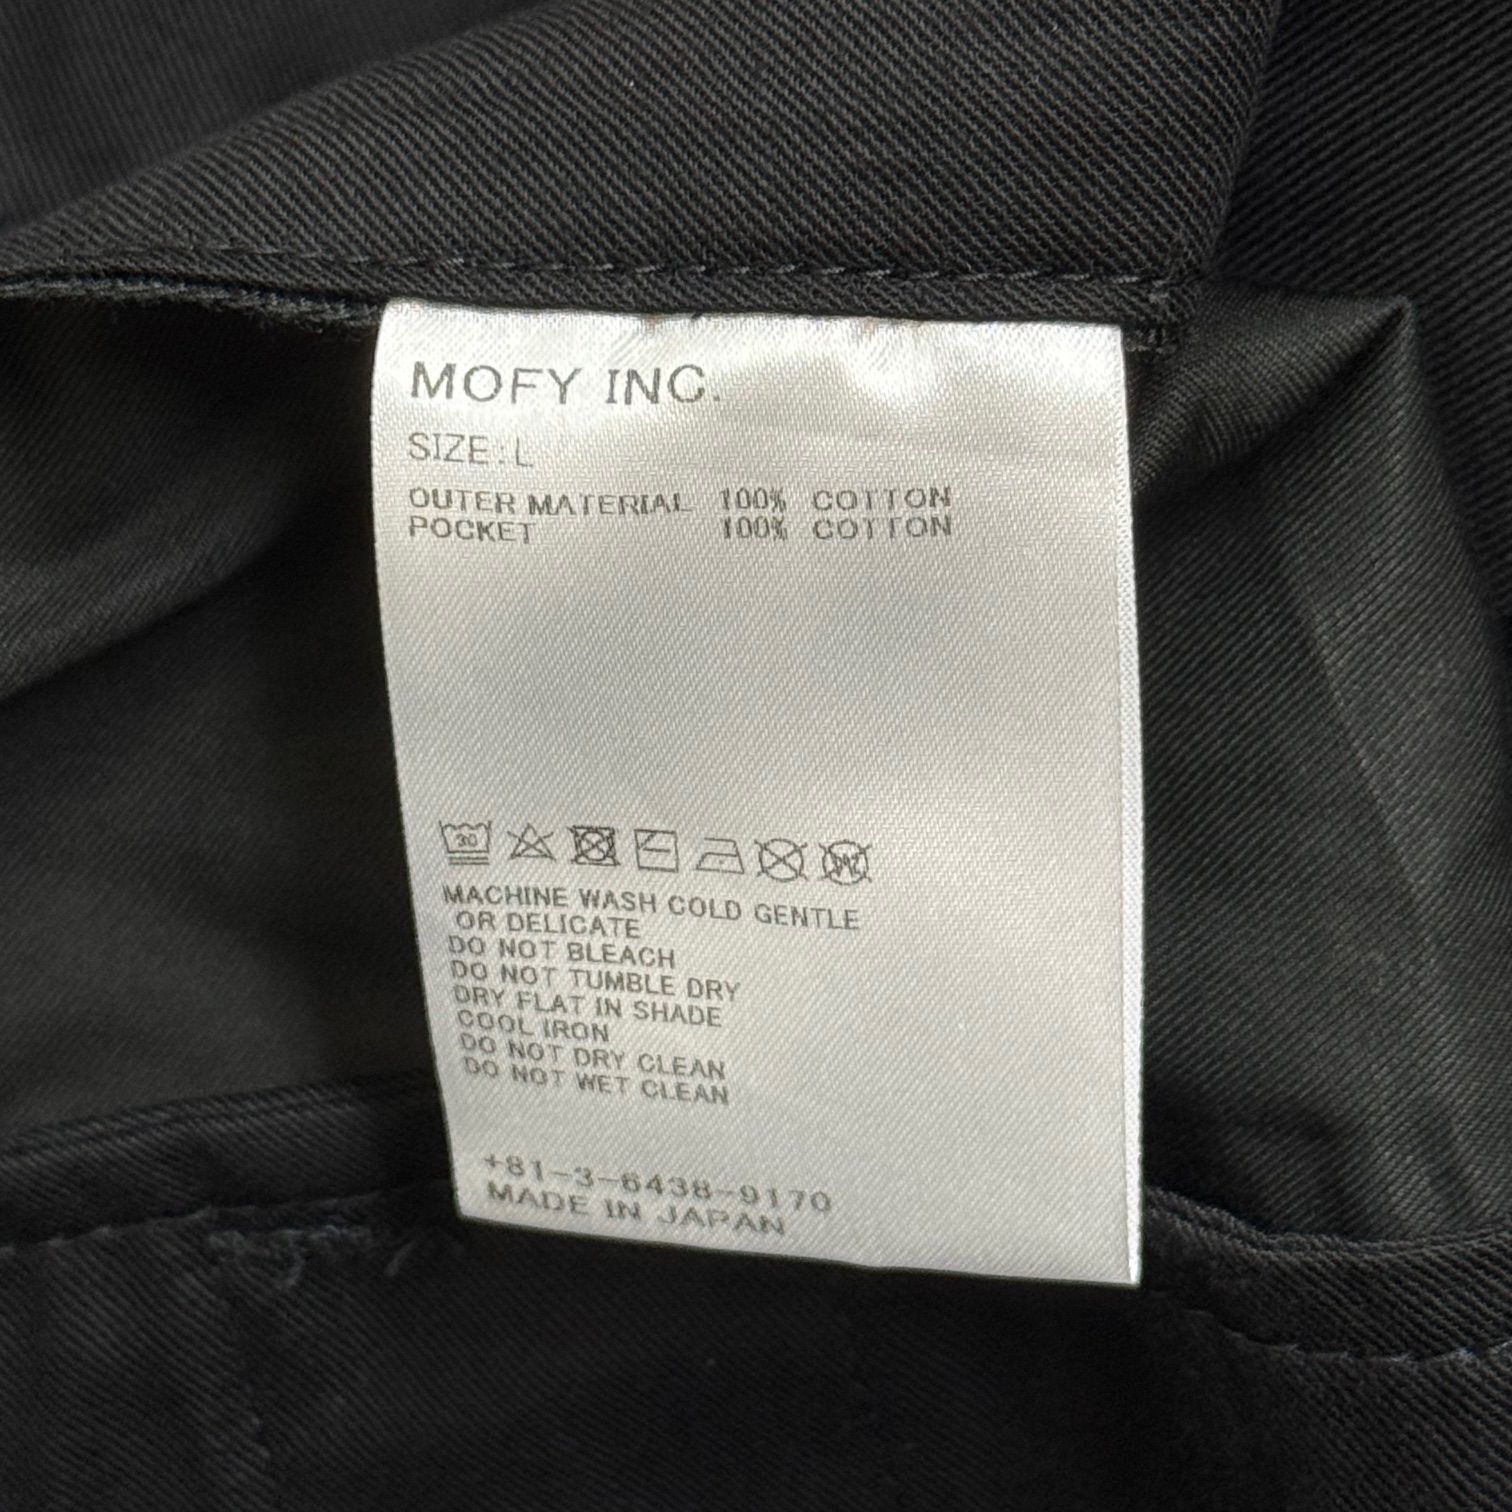 MOFY INC.
SIZE:L
OUTER MATERIAL 100% COTTON
POCKET 100% COTTON
30
W
MACHINE WASH COLD GENTLE
OR DELICATE
DO NOT BLEACH
DO NOT TUMBLE DRY
DRY FLAT IN SHADE
COOL IRON
DO NOT DRY CLEAN
DO NOT WET CLEAN
+81-3-6438-9170
MADE IN JAPAN